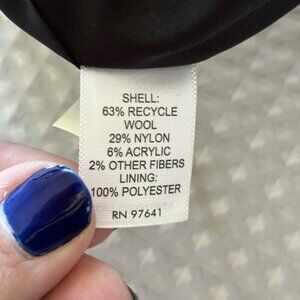 SHELL:
63% RECYCLE
WOOL
29% NYLON
6% ACRYLIC
2% OTHER FIBERS
LINING:
100% POLYESTER
RN 97641